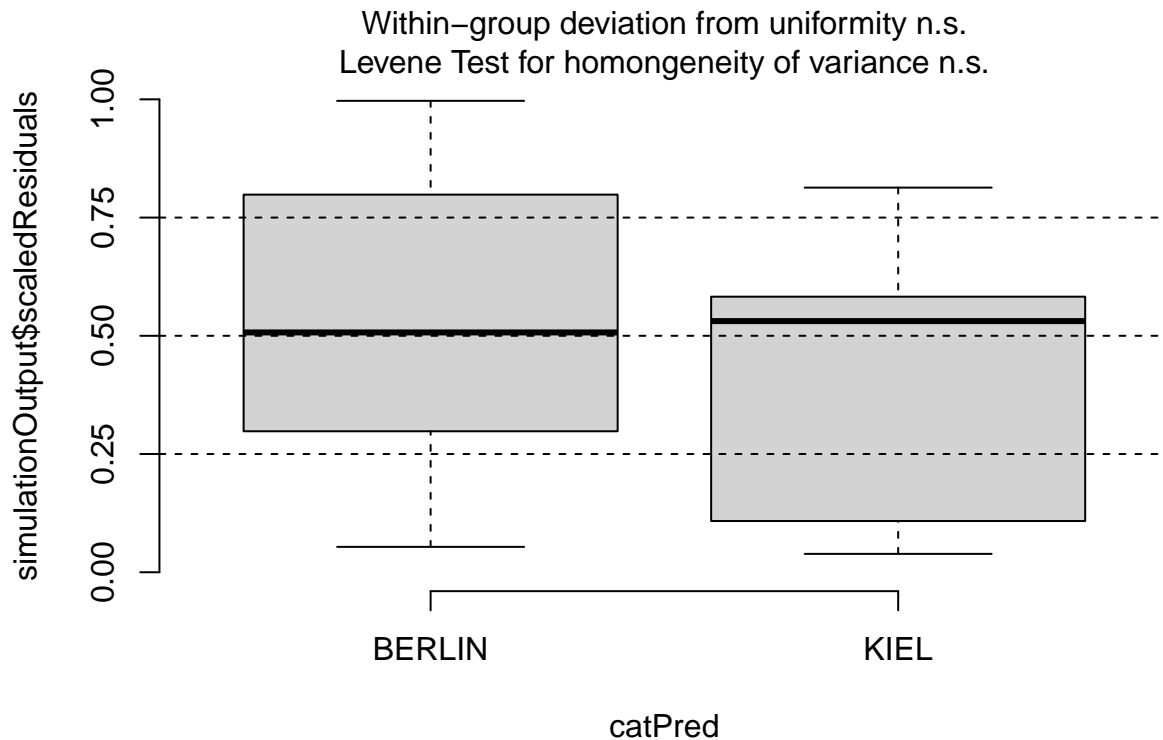 Within−group deviation from uniformity n.s.
Levene Test for homongeneity of variance n.s.
simulationOutput$scaledResiduals
1.00
0.75
0.50
0.25
0.00
BERLIN
KIEL
catPred